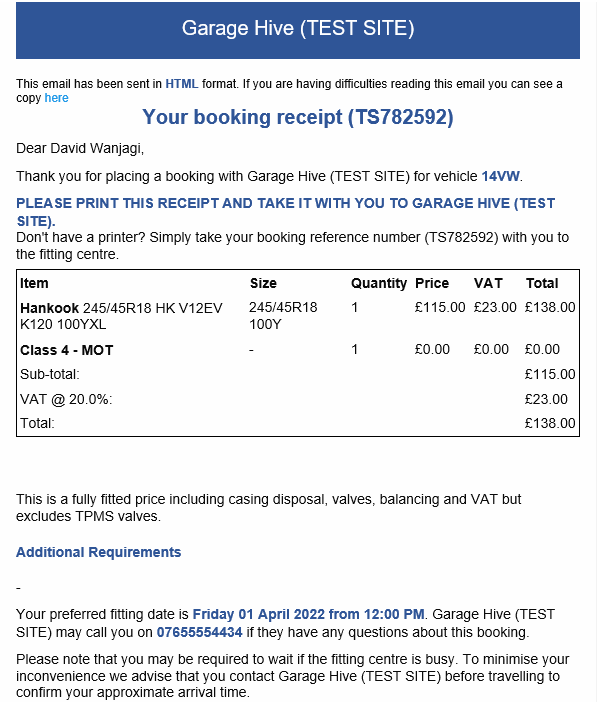 Garage Hive (TEST SITE)
This email has been sent in HTML format. If you are having difficulties reading this email you can see a
copy here
Your booking receipt (TS782592)
Dear David Wanjagi,
Thank you for placing a booking with Garage Hive (TEST SITE) for vehicle 14VW.
PLEASE PRINT THIS RECEIPT AND TAKE IT WITH YOU TO GARAGE HIVE (TEST
SITE).
Don't have a printer? Simply take your booking reference number (TS782592) with you to
the fitting centre.
Item Size Quantity Price VAT Total
Hankook 245/45R18 HK V12EV 245/45R18 1 £115.00 £23.00 £138.00
K120 100YXL 100Y
Class 4 - MOT - 1 £0.00 £0.00 £0.00
Sub-total: £115.00
VAT @ 20.0%: £23.00
Total: £138.00
This is a fully fitted price including casing disposal, valves, balancing and VAT but
excludes TPMS valves.
Additional Requirements
-
Your preferred fitting date is Friday 01 April 2022 from 12:00 PM. Garage Hive (TEST
SITE) may call you on 07655554434 if they have any questions about this booking.
Please note that you may be required to wait if the fitting centre is busy. To minimise your
inconvenience we advise that you contact Garage Hive (TEST SITE) before travelling to
confirm your approximate arrival time.